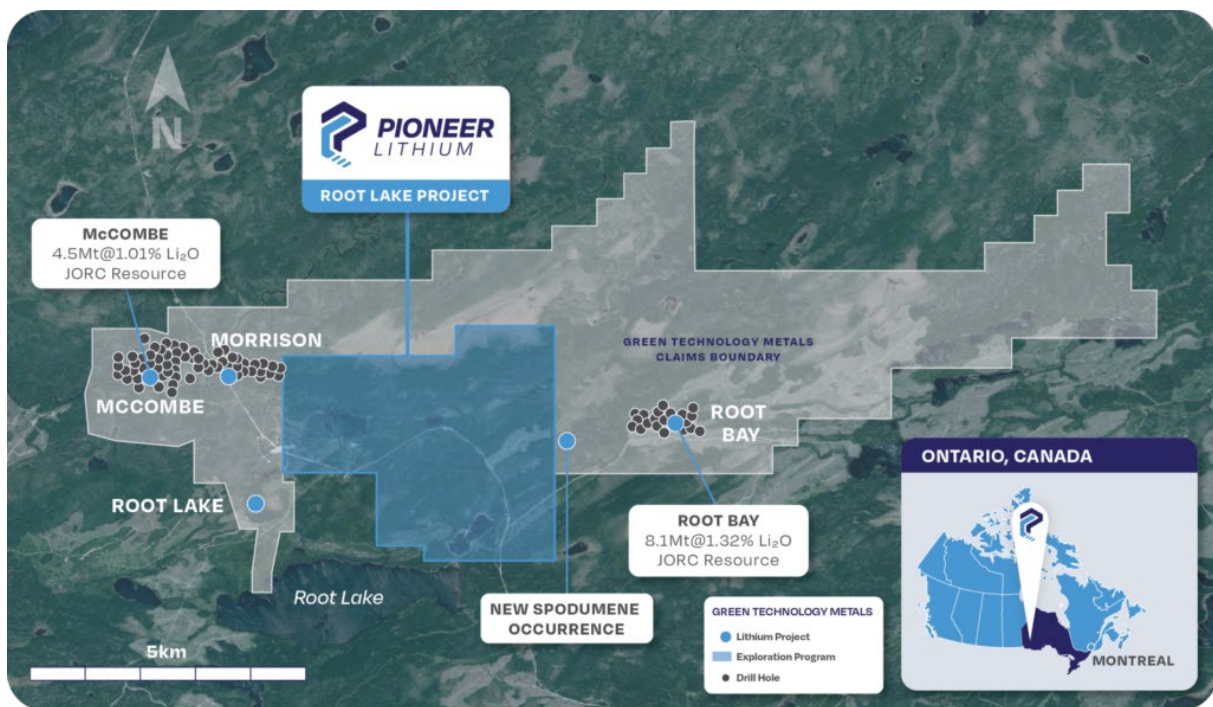 N
PIONEER
LITHIUM
ROOT LAKE PROJECT
McCOMBE
4.5Mt@1.01% Li₂O
JORC Resource
MORRISON
MCCOMBE
GREEN TECHNOLOGY METALS
CLAIMS BOUNDARY
ROOT
BAY
ROOT LAKE
ROOT BAY
8.1Mt@1.32% Li₂O
JORC Resource
NEW SPODUMENE
OCCURRENCE
Root Lake
5km
GREEN TECHNOLOGY METALS
Lithium Project
Exploration Program
Drill Hole
ONTARIO, CANADA
MONTREAL